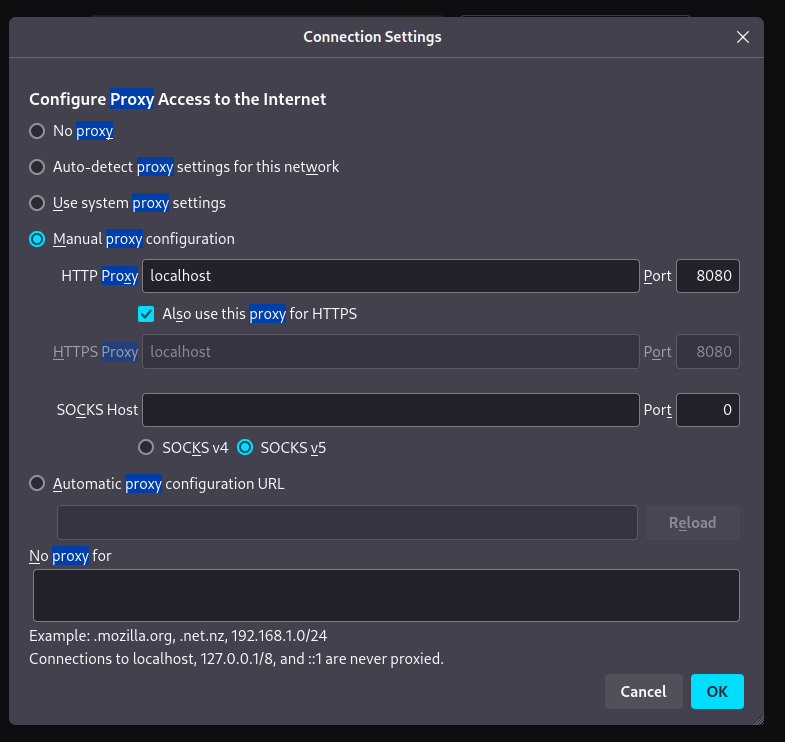 Connection Settings
Configure Proxy Access to the Internet
No proxy
Auto-detect proxy settings for this network
Use system proxy settings
Manual proxy configuration
HTTP Proxy localhost Port 8080
Also use this proxy for HTTPS
HTTPS Proxy localhost Port 8080
SOCKS Host Port 0
SOCKS v4 SOCKS v5
Automatic proxy configuration URL
Reload
No proxy for
Example: .mozilla.org, .net.nz, 192.168.1.0/24
Connections to localhost, 127.0.0.1/8, and ::1 are never proxied.
Cancel OK